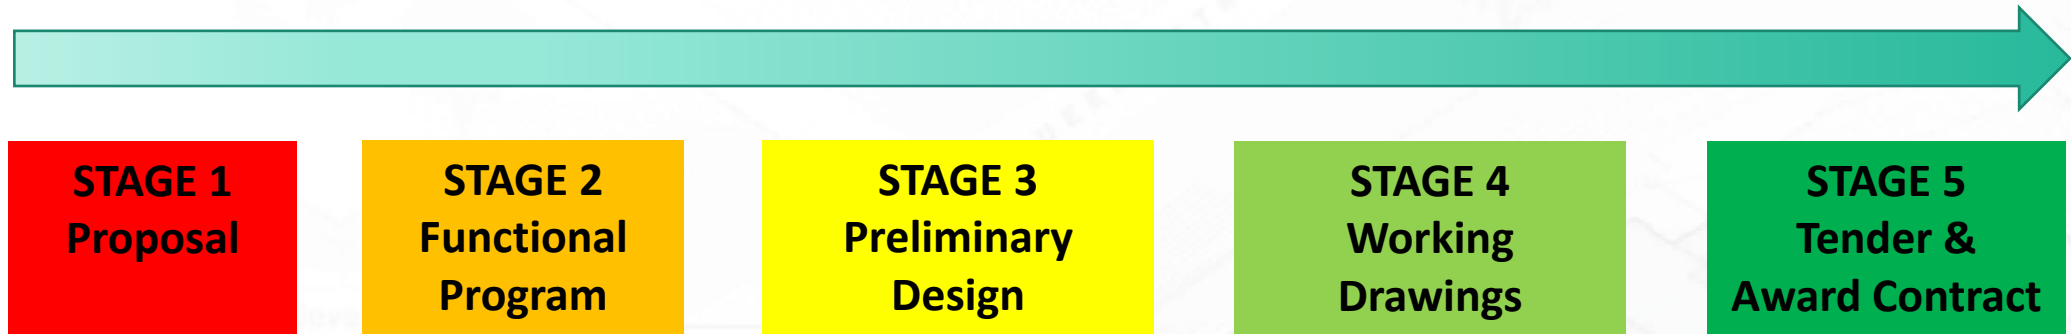 STAGE 1
Proposal
STAGE 2
Functional
Program
STAGE 3
Preliminary
Design
STAGE 4
Working
Drawings
STAGE 5
Tender &
Award Contract